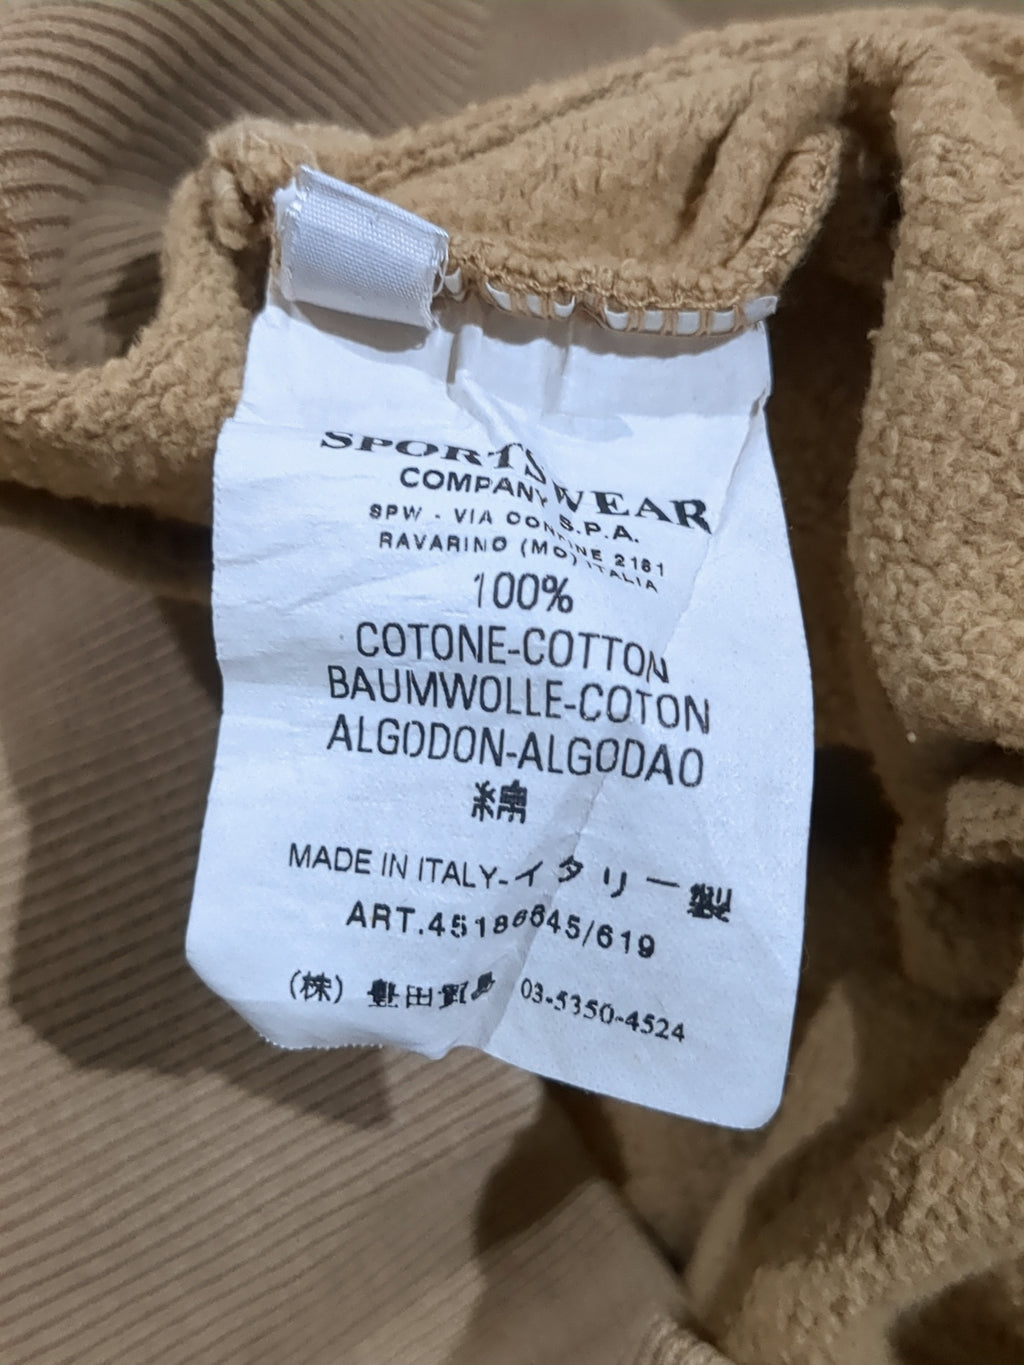 SPORTSWEAR
COMPANY S.P.A.
SPW - VIA CONFINE 2161
RAVARINO (MO) ITALIA
100%
COTONE-COTTON
BAUMWOLLE-COTON
ALGODON-ALGODAO
綿
MADE IN ITALY-イタリー製
ART.45186645/619
(株) 豊田貿易 03-5350-4524